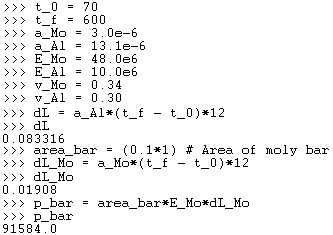 >>> t_0 = 70
>>> t_f = 600
>>> a_Mo = 3.0e-6
>>> a_Al = 13.1e-6
>>> E_Mo = 48.0e6
>>> E_Al = 10.0e6
>>> v_Mo = 0.34
>>> v_Al = 0.30
>>> dL = a_Al*(t_f - t_0)*12
>>> dL
0.083316
>>> area_bar = (0.1*1) # Area of moly bar
>>> dL_Mo = a_Mo*(t_f - t_0)*12
>>> dL_Mo
0.01908
>>> p_bar = area_bar*E_Mo*dL_Mo
>>> p_bar
91584.0